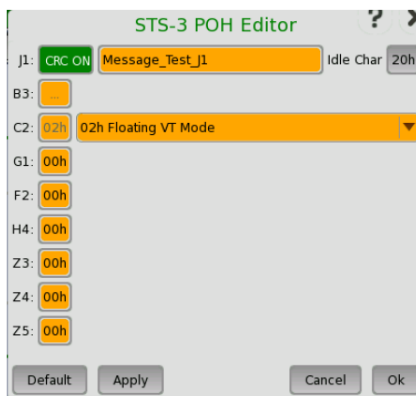 STS-3 POH Editor ?
J1: CRC ON Message_Test_J1 Idle Char 20h
B3: ...
C2: 02h 02h Floating VT Mode
G1: 00h
F2: 00h
H4: 00h
Z3: 00h
Z4: 00h
Z5: 00h
Default Apply Cancel Ok